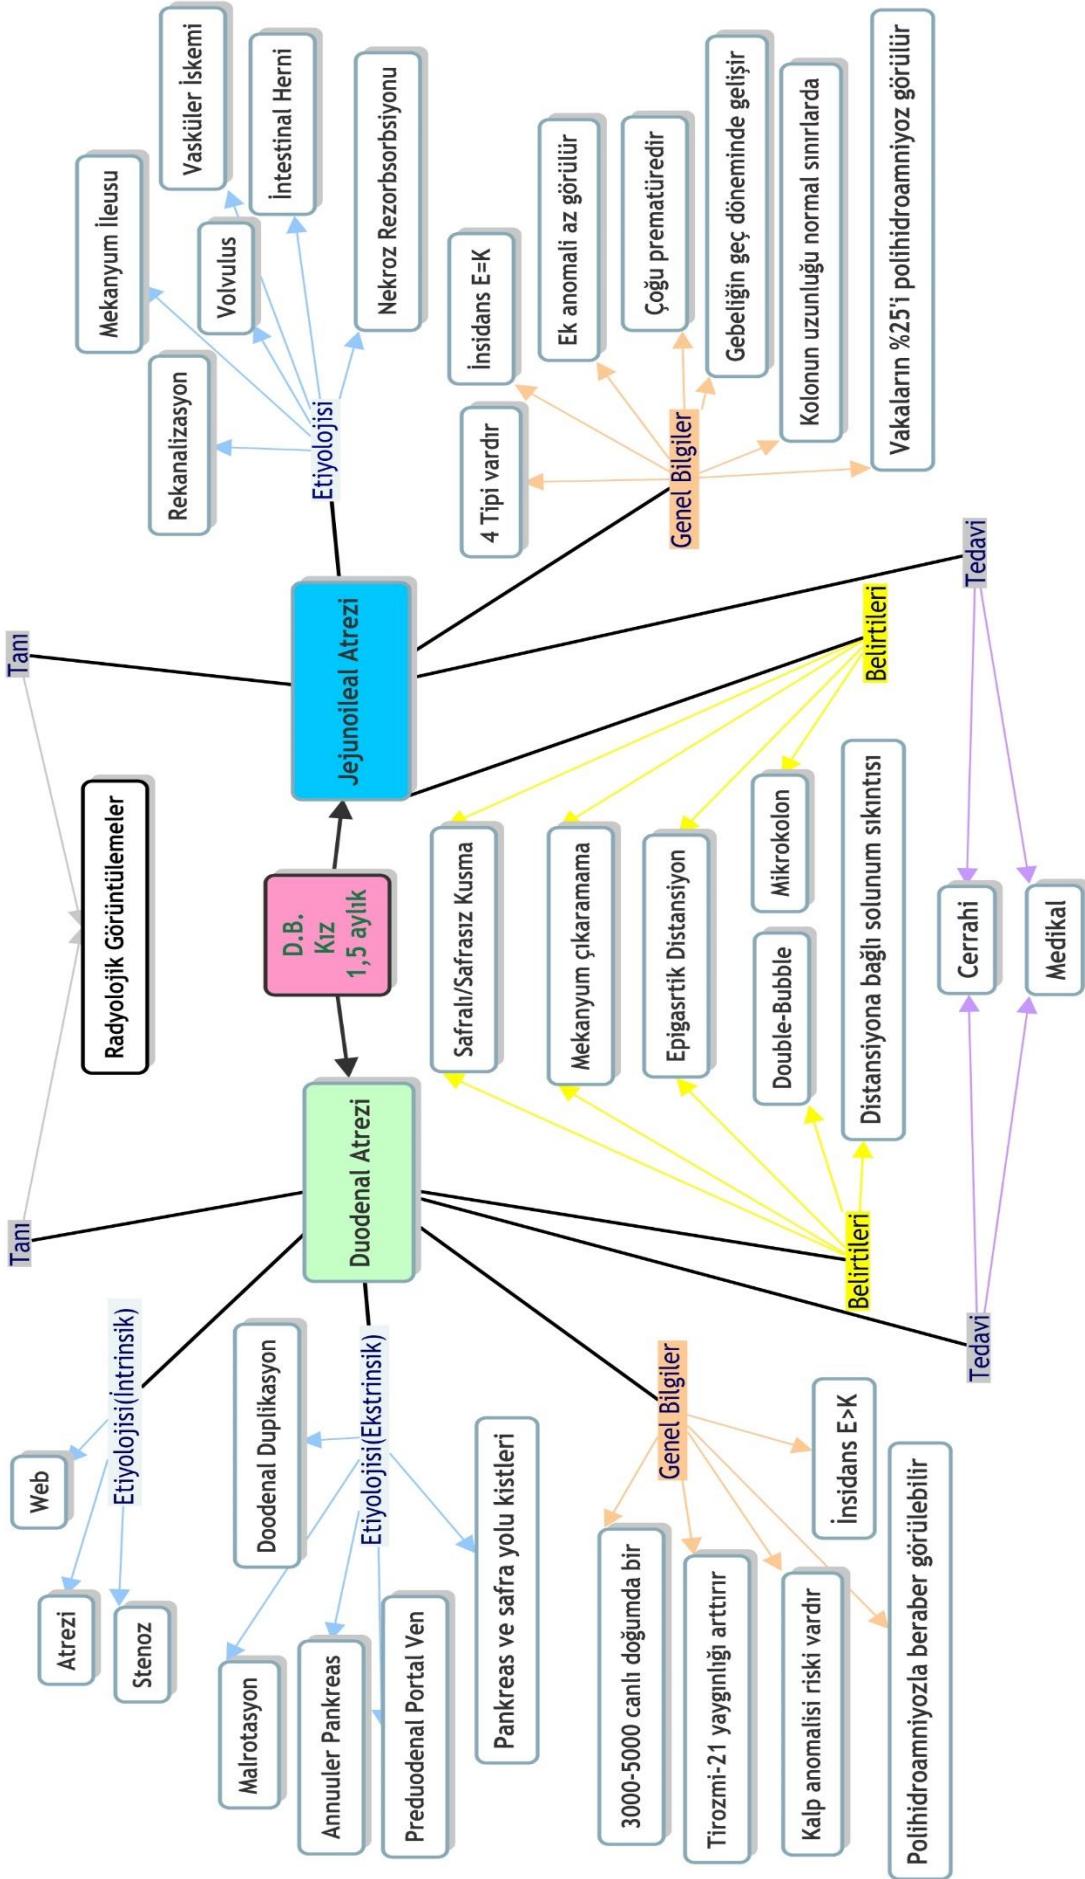 Tanı
Tanı
Radyolojik Görüntülemeler
D.B.
Kız
1,5 aylık
Duodenal Atrezi
Jejunoileal Atrezi
Etiyolojisi(İntrinsik)
Web
Atrezi
Stenoz
Etiyolojisi(Ekstrinsik)
Doodenal Duplikasyon
Malrotasyon
Annuler Pankreas
Preduodenal Portal Ven
Pankreas ve safra yolu kistleri
Genel Bilgiler
3000-5000 canlı doğumda bir
Tirozmi-21 yaygınlığı arttırır
Kalp anomalisi riski vardır
Polihidroamniyozla beraber görülebilir
İnsidans E>K
Belirtileri
Safralı/Safrasız Kusma
Mekanyum çıkaramama
Epigasrtik Distansiyon
Double-Bubble
Mikrokolon
Distansiyona bağlı solunum sıkıntısı
Belirtileri
Tedavi
Cerrahi
Medikal
Tedavi
Etiyolojisi
Rekanalizasyon
Mekanyum İleusu
Volvulus
Vasküler İskemi
İntestinal Herni
Nekroz Rezorbsiyonu
Genel Bilgiler
4 Tipi vardır
İnsidans E=K
Ek anomali az görülür
Çoğu prematüredir
Gebeliğin geç döneminde gelişir
Kolonun uzunluğu normal sınırlarda
Vakaların %25'i polihidroamniyoz görülür